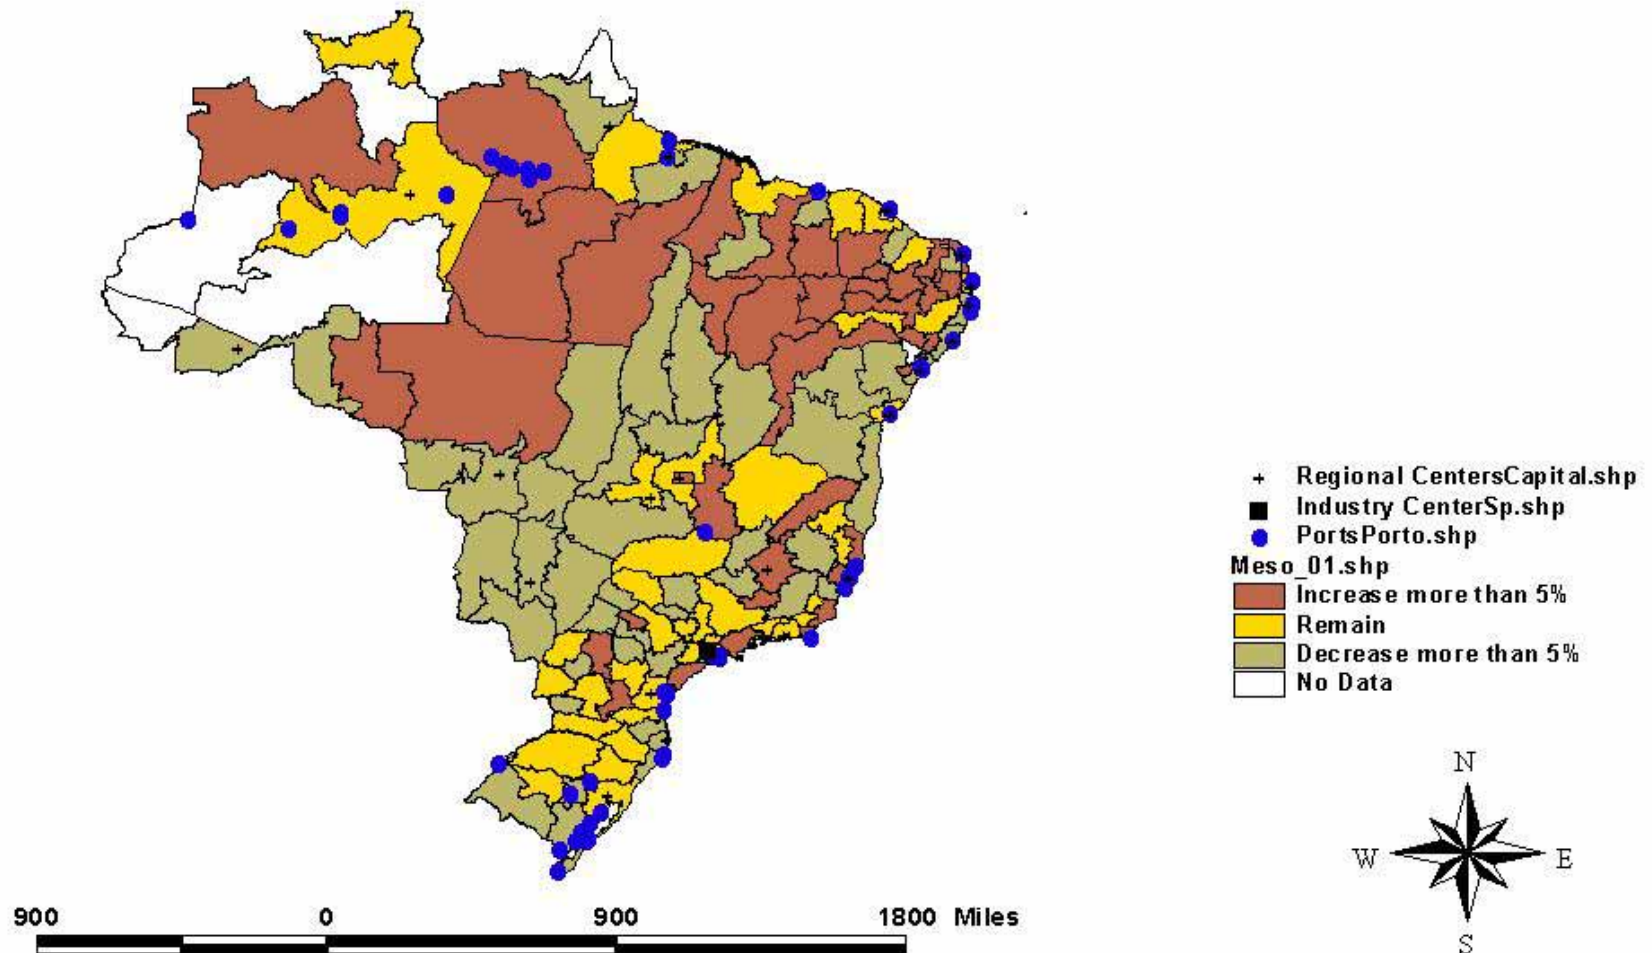 Regional CentersCapital.shp
Industry CenterSp.shp
PortsPorto.shp
Meso_01.shp
Increase more than 5%
Remain
Decrease more than 5%
No Data
N
W E
S
900 0 900 1800 Miles